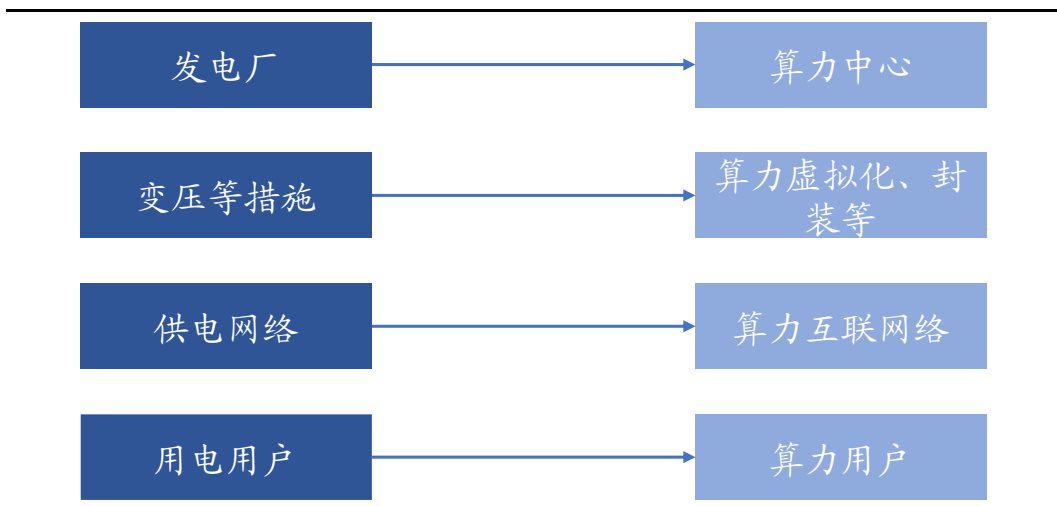 发电厂
算力中心
变压等措施
算力虚拟化、封
装等
供电网络
算力互联网络
用电用户
算力用户